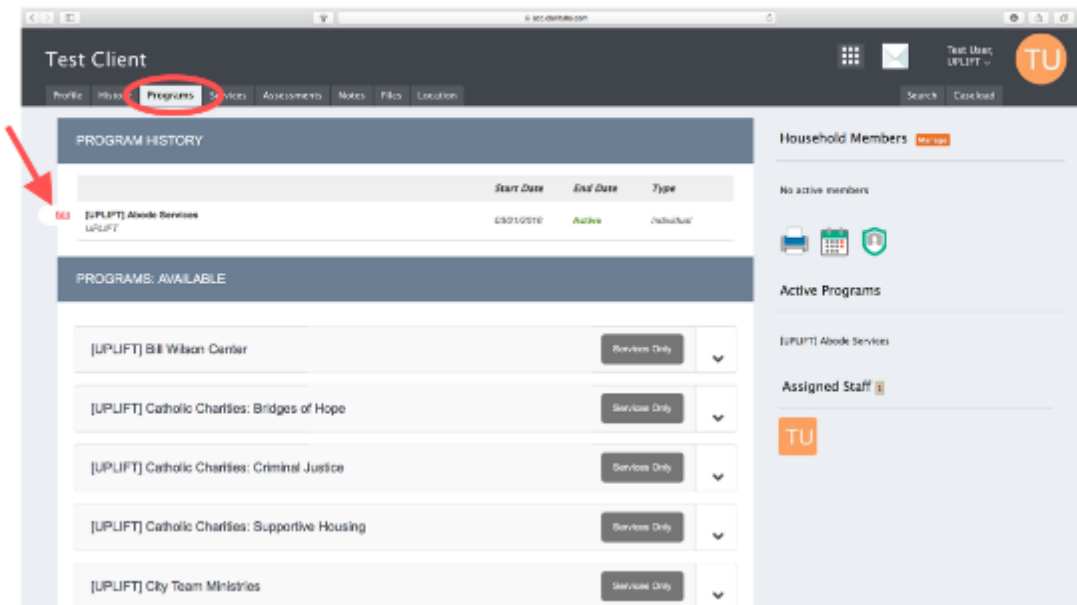 Test Client
Test User,
UPLIFT
TU
Profile History Programs Services Assessments Notes Files Location
Search Caseload
PROGRAM HISTORY
Start Date End Date Type
[UPLIFT] Abode Services
Active Individual
UPLIFT
PROGRAMS: AVAILABLE
[UPLIFT] Bill Wilson Center
Services Only
[UPLIFT] Catholic Charities: Bridges of Hope
Services Only
[UPLIFT] Catholic Charities: Criminal Justice
Services Only
[UPLIFT] Catholic Charities: Supportive Housing
Services Only
[UPLIFT] City Team Ministries
Services Only
Household Members Manage
No active members
Active Programs
[UPLIFT] Abode Services
Assigned Staff 1
TU